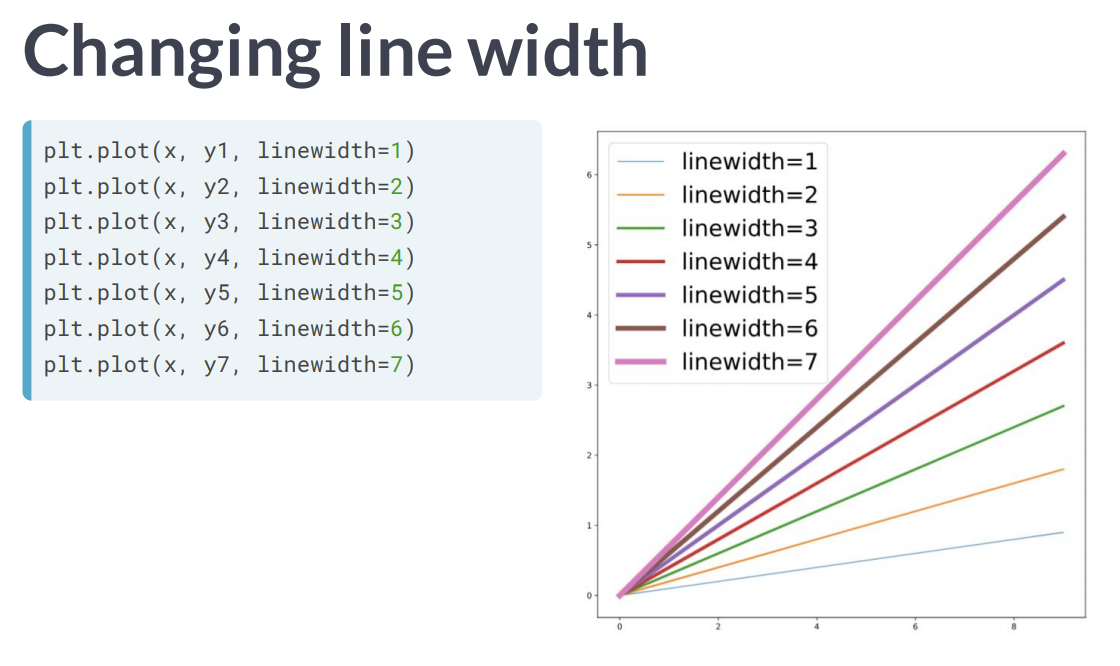 Changing line width
plt.plot(x, y1, linewidth=1)
plt.plot(x, y2, linewidth=2)
plt.plot(x, y3, linewidth=3)
plt.plot(x, y4, linewidth=4)
plt.plot(x, y5, linewidth=5)
plt.plot(x, y6, linewidth=6)
plt.plot(x, y7, linewidth=7)
linewidth=1
linewidth=2
linewidth=3
linewidth=4
linewidth=5
linewidth=6
linewidth=7
6
5
4
3
2
1
0
0 2 4 6 8